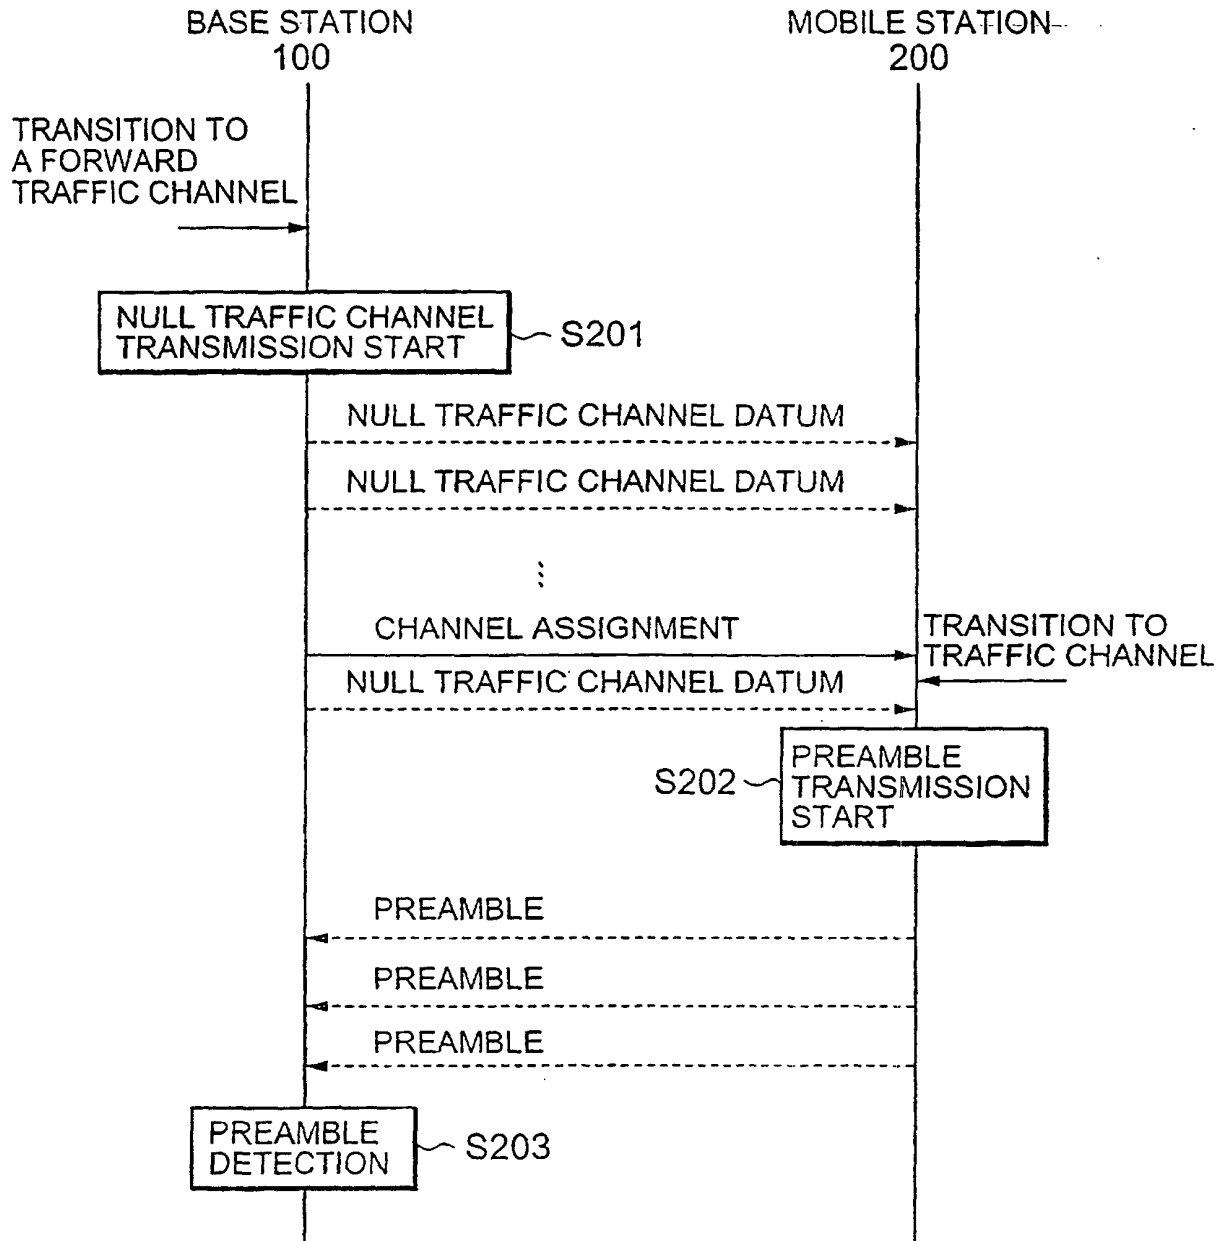 BASE STATION
100
MOBILE STATION
200
TRANSITION TO
A FORWARD
TRAFFIC CHANNEL
NULL TRAFFIC CHANNEL
TRANSMISSION START
S201
NULL TRAFFIC CHANNEL DATUM
NULL TRAFFIC CHANNEL DATUM
CHANNEL ASSIGNMENT
TRANSITION TO
TRAFFIC CHANNEL
NULL TRAFFIC CHANNEL DATUM
S202
PREAMBLE
TRANSMISSION
START
PREAMBLE
PREAMBLE
PREAMBLE
PREAMBLE
DETECTION
S203